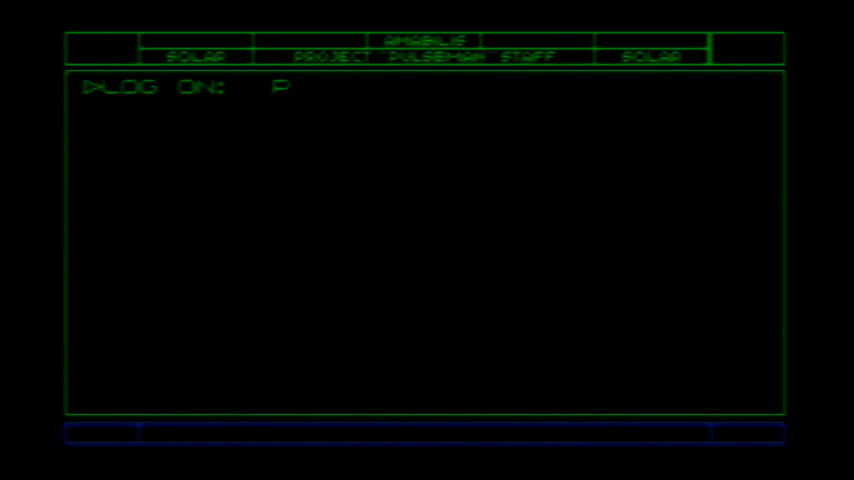 AMABILIS
SOLAR PROJECT "PULSEMAN" STAFF SOLAR
▷LOG ON: P